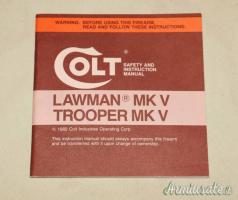 WARNING: BEFORE USING THIS FIREARM,
READ AND FOLLOW THESE INSTRUCTIONS.
COLT
SAFETY AND
INSTRUCTION
MANUAL
LAWMAN® MK V
TROOPER MK V
© 1982 Colt Industries Operating Corp
This instruction manual should always accompany this firearm
and be transferred with it upon change of ownership.
Armiusate.it